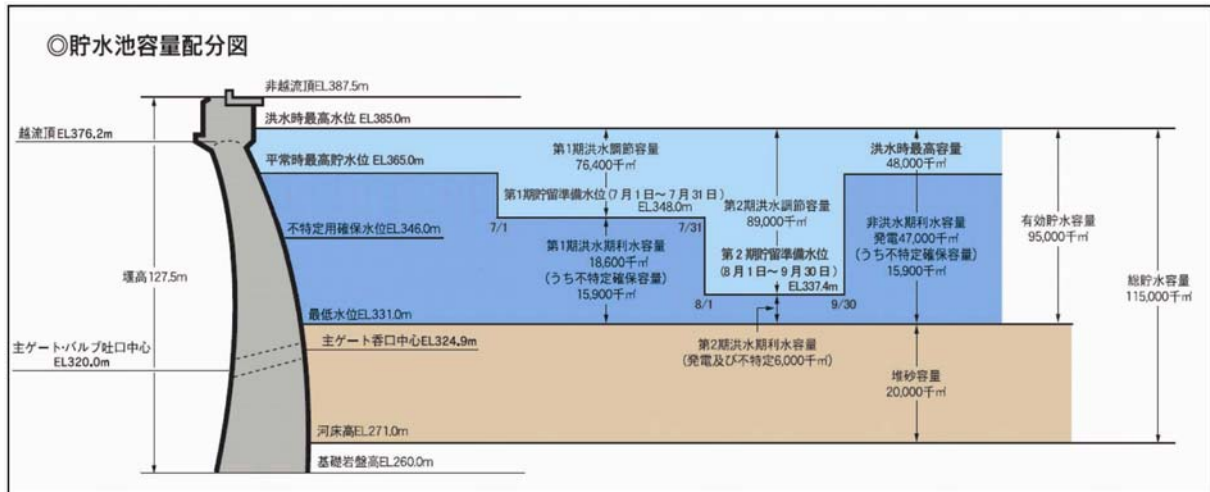 ◎貯水池容量配分図
非越流頂EL387.5m
洪水時最高水位 EL385.0m
越流頂EL376.2m
平常時最高貯水位 EL365.0m
第1期洪水調節容量
76,400千㎥
洪水時最高容量
48,000千㎥
第1期貯留準備水位(7月1日〜7月31日)
EL348.0m
第2期洪水調節容量
89,000千㎥
不特定用確保水位EL346.0m
7/1
7/31
非洪水期利水容量
発電47,000千㎥
(うち不特定確保容量)
15,900千㎥
有効貯水容量
95,000千㎥
第1期洪水期利水容量
18,600千㎥
(うち不特定確保容量)
15,900千㎥
第2期貯留準備水位
(8月1日〜9月30日)
EL337.4m
堰高127.5m
総貯水容量
115,000千㎥
8/1
9/30
最低水位EL331.0m
主ゲート呑口中心EL324.9m
主ゲート・バルブ吐口中心
EL320.0m
第2期洪水期利水容量
(発電及び不特定6,000千㎥)
堆砂容量
20,000千㎥
河床高EL271.0m
基礎岩盤高EL260.0m